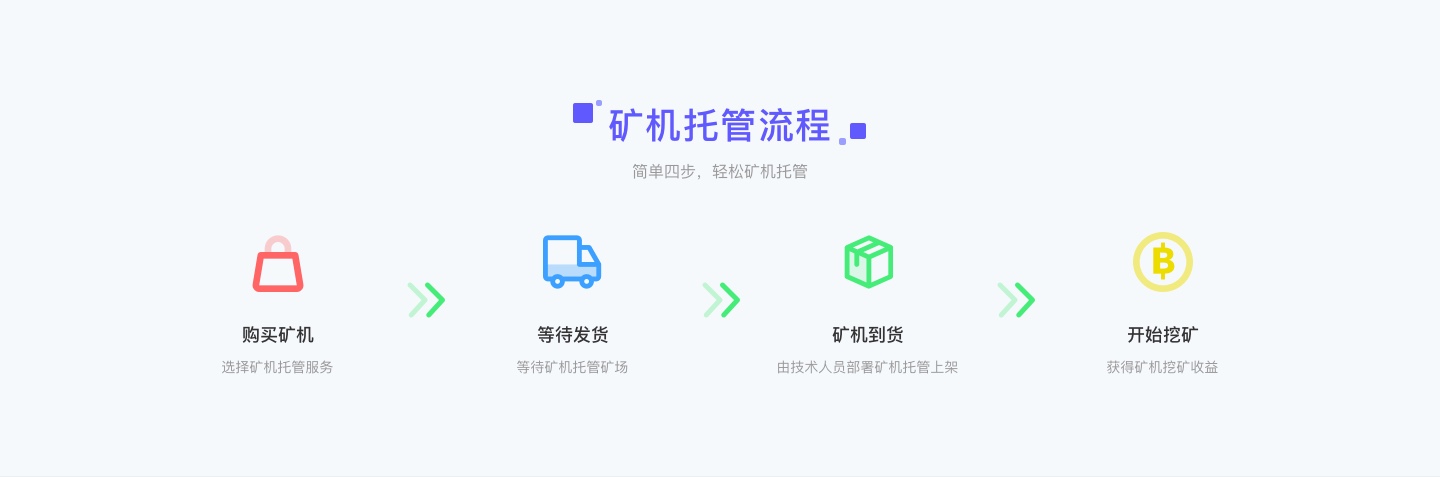 矿机托管流程
简单四步，轻松矿机托管
购买矿机
选择矿机托管服务
等待发货
等待矿机托管矿场
矿机到货
由技术人员部署矿机托管上架
开始挖矿
获得矿机挖矿收益